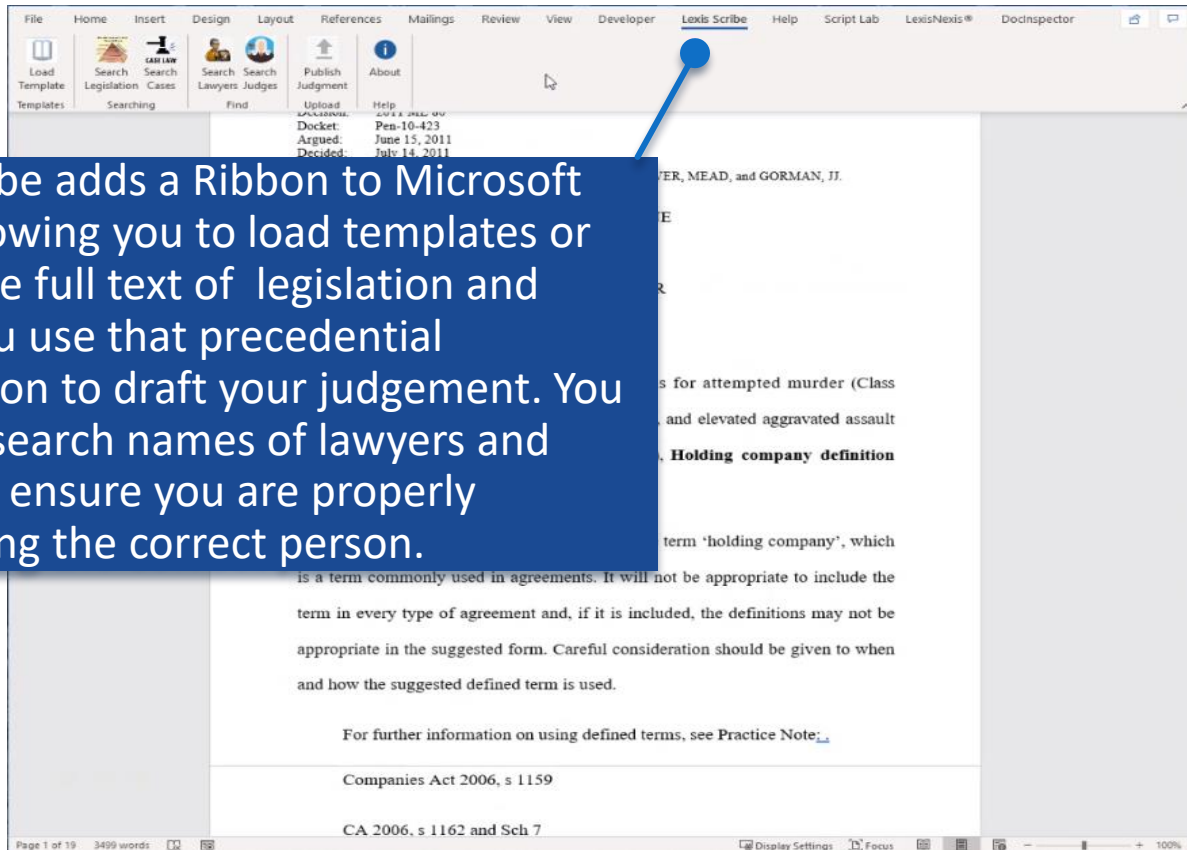 File Home Insert Design Layout References Mailings Review View Developer Lexis Scribe Help Script Lab LexisNexis® DocInspector
CASE LAW
Load Template Search Legislation Search Cases Search Lawyers Search Judges Publish Judgment About
Templates Searching Find Upload Help
Decision: 2011 ME 80
Docket: Pen-10-423
Argued: June 15, 2011
Decided: July 14, 2011
VER, MEAD, and GORMAN, JJ.
be adds a Ribbon to Microsoft
owing you to load templates or
e full text of legislation and
u use that precedential
on to draft your judgement. You
search names of lawyers and
ensure you are properly
ng the correct person.
E
R
s for attempted murder (Class
, and elevated aggravated assault
, Holding company definition
term ‘holding company’, which
is a term commonly used in agreements. It will not be appropriate to include the
term in every type of agreement and, if it is included, the definitions may not be
appropriate in the suggested form. Careful consideration should be given to when
and how the suggested defined term is used.
For further information on using defined terms, see Practice Note: .
Companies Act 2006, s 1159
CA 2006, s 1162 and Sch 7
Page 1 of 19 3499 words Display Settings Focus 100%